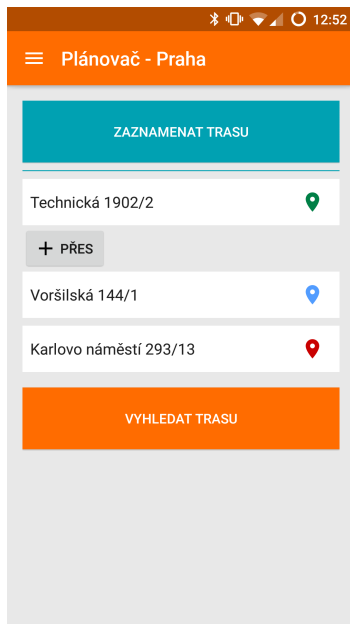 12:52
Plánovač - Praha
ZAZNAMENAT TRASU
Technická 1902/2
+ PŘES
Voršilská 144/1
Karlovo náměstí 293/13
VYHLEDAT TRASU